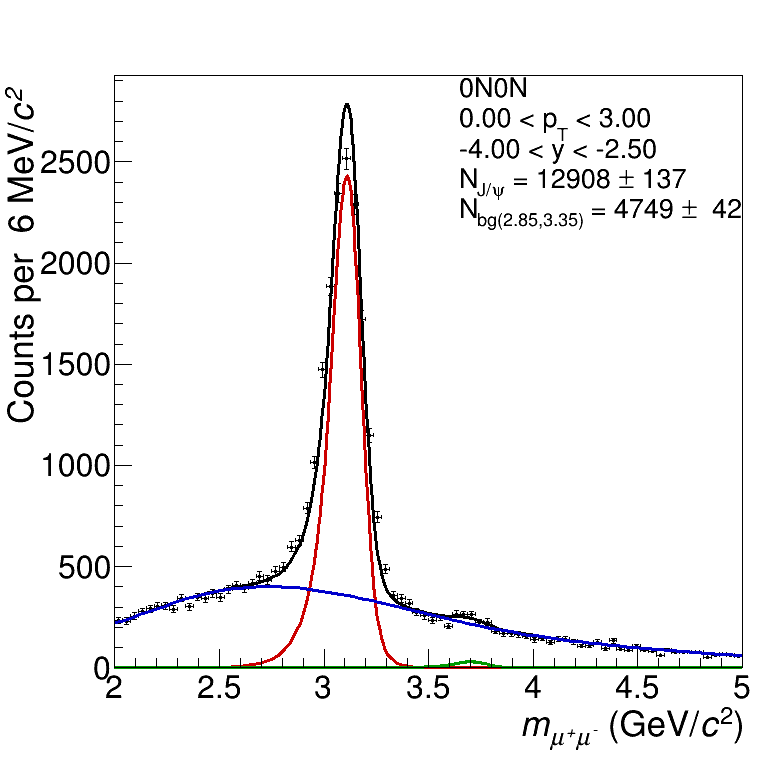 Counts per 6 MeV/c²
2500
2000
1500
1000
500
0
0N0N
0.00 < p_T < 3.00
-4.00 < y < -2.50
N_J/ψ = 12908 ± 137
N_bg(2.85,3.35) = 4749 ± 42
2 2.5 3 3.5 4 4.5 5
m_μ⁺μ⁻ (GeV/c²)